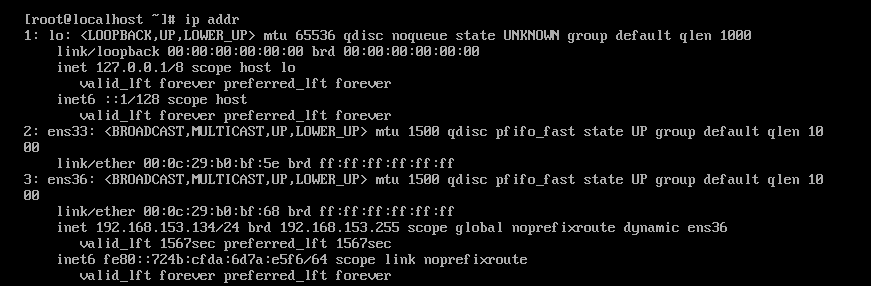 [root@localhost ~]# ip addr
1: lo: <LOOPBACK,UP,LOWER_UP> mtu 65536 qdisc noqueue state UNKNOWN group default qlen 1000
    link/loopback 00:00:00:00:00:00 brd 00:00:00:00:00:00
    inet 127.0.0.1/8 scope host lo
       valid_lft forever preferred_lft forever
    inet6 ::1/128 scope host
       valid_lft forever preferred_lft forever
2: ens33: <BROADCAST,MULTICAST,UP,LOWER_UP> mtu 1500 qdisc pfifo_fast state UP group default qlen 10
00
    link/ether 00:0c:29:b0:bf:5e brd ff:ff:ff:ff:ff:ff
3: ens36: <BROADCAST,MULTICAST,UP,LOWER_UP> mtu 1500 qdisc pfifo_fast state UP group default qlen 10
00
    link/ether 00:0c:29:b0:bf:68 brd ff:ff:ff:ff:ff:ff
    inet 192.168.153.134/24 brd 192.168.153.255 scope global noprefixroute dynamic ens36
       valid_lft 1567sec preferred_lft 1567sec
    inet6 fe80::724b:cfda:6d7a:e5f6/64 scope link noprefixroute
       valid_lft forever preferred_lft forever